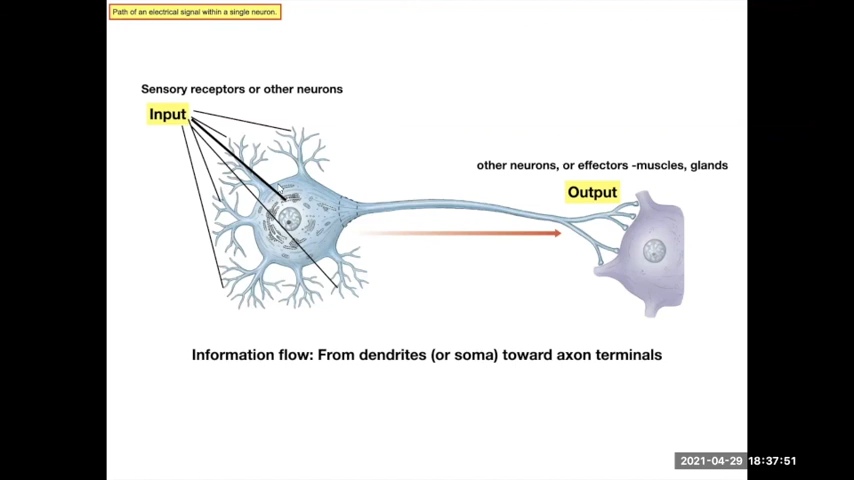 Path of an electrical signal within a single neuron.
Sensory receptors or other neurons
Input
other neurons, or effectors -muscles, glands
Output
Information flow: From dendrites (or soma) toward axon terminals
2021-04-29 18:37:51